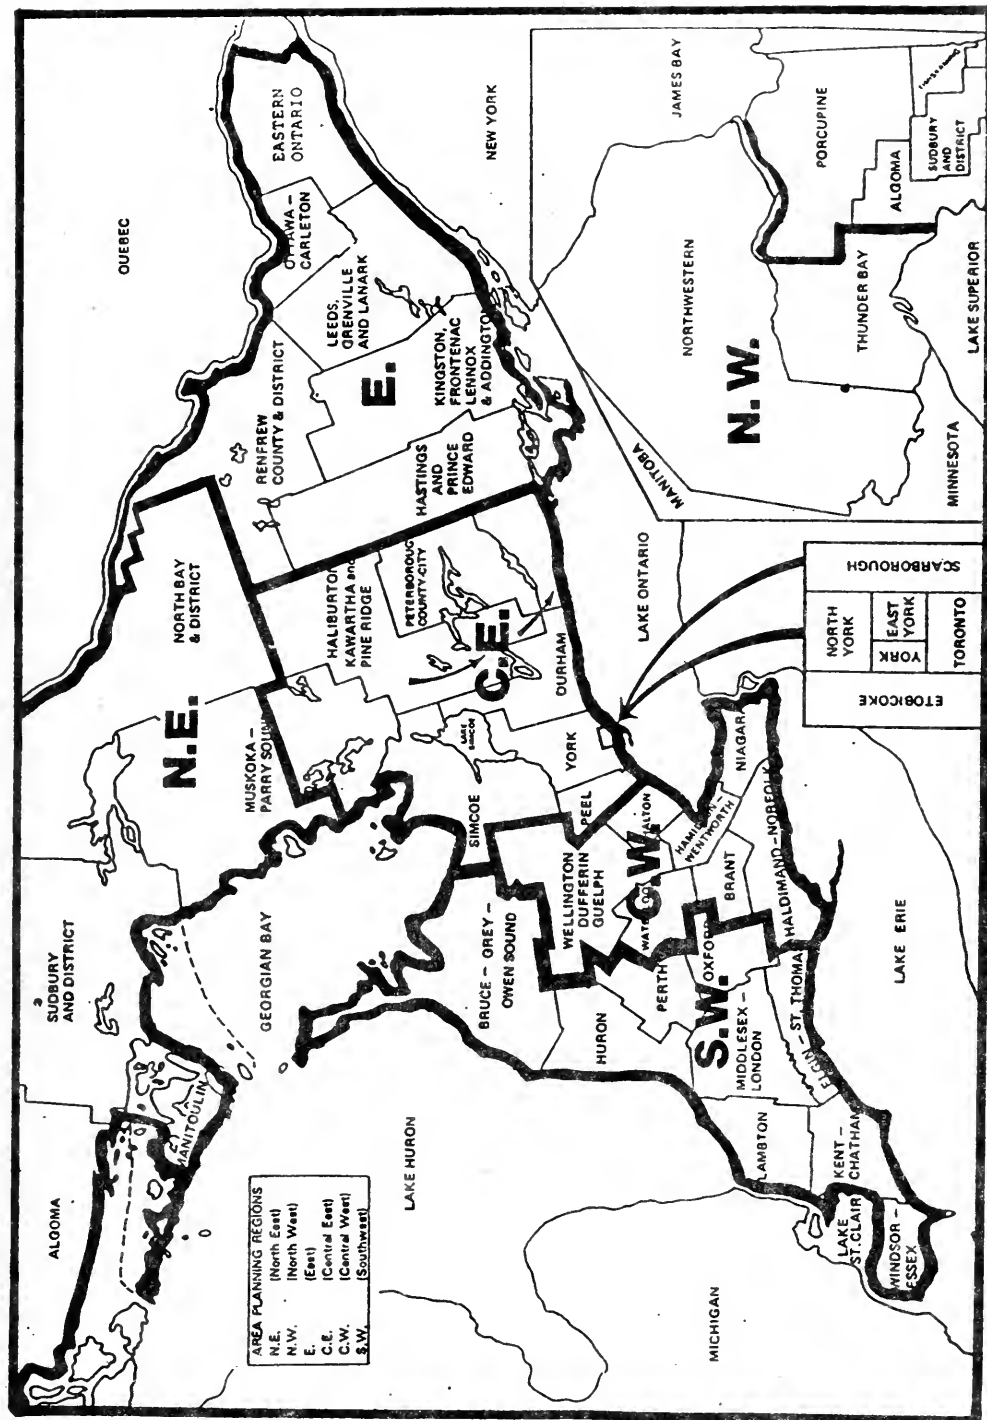 ALGOMA
SUDBURY
AND DISTRICT
QUEBEC
MANITOULIN
N.E.
NORTH BAY
& DISTRICT
MUSKOKA –
PARRY SOUN
GEORGIAN BAY
RENFREW
COUNTY & DISTRICT
OTTAWA –
CARLETON
EASTERN
ONTARIO
LEEDS,
GRENVILLE
AND LANARK
E.
KINGSTON,
FRONTENAC
LENNOX
& ADDINGTON
HASTINGS
AND
PRINCE
EDWARD
HALIBURTON
KAWARTHA and
PINE RIDGE
PETERBOROUG
COUNTY-CITY
C.E.
DURHAM
LAKE
SIMCOE
SIMCOE
YORK
PEEL
NEW YORK
LAKE ONTARIO
AREA PLANNING REGIONS
N.E. (North East)
N.W. (North West)
E. (East)
C.E. (Central East)
C.W. (Central West)
S.W. (Southwest)
LAKE HURON
BRUCE – GREY –
OWEN SOUND
WELLINGTON
DUFFERIN
GUELPH
HURON
PERTH
C.W.
HALTON
HAMILTON –
WENTWORTH
NIAGAR
BRANT
OXFORD
HALDIMAND–NORFOLK
S.W.
MIDDLESEX –
LONDON
ELGIN – ST. THOMA
LAMBTON
KENT –
CHATHAM
LAKE
ST. CLAIR
WINDSOR –
ESSEX
MICHIGAN
LAKE ERIE
ETOBICOKE
NORTH
YORK
YORK
EAST
YORK
TORONTO
SCARBOROUGH
MANITOBA
NORTHWESTERN
JAMES BAY
N.W.
THUNDER BAY
PORCUPINE
ALGOMA
SUDBURY
AND
DISTRICT
MINNESOTA
LAKE SUPERIOR